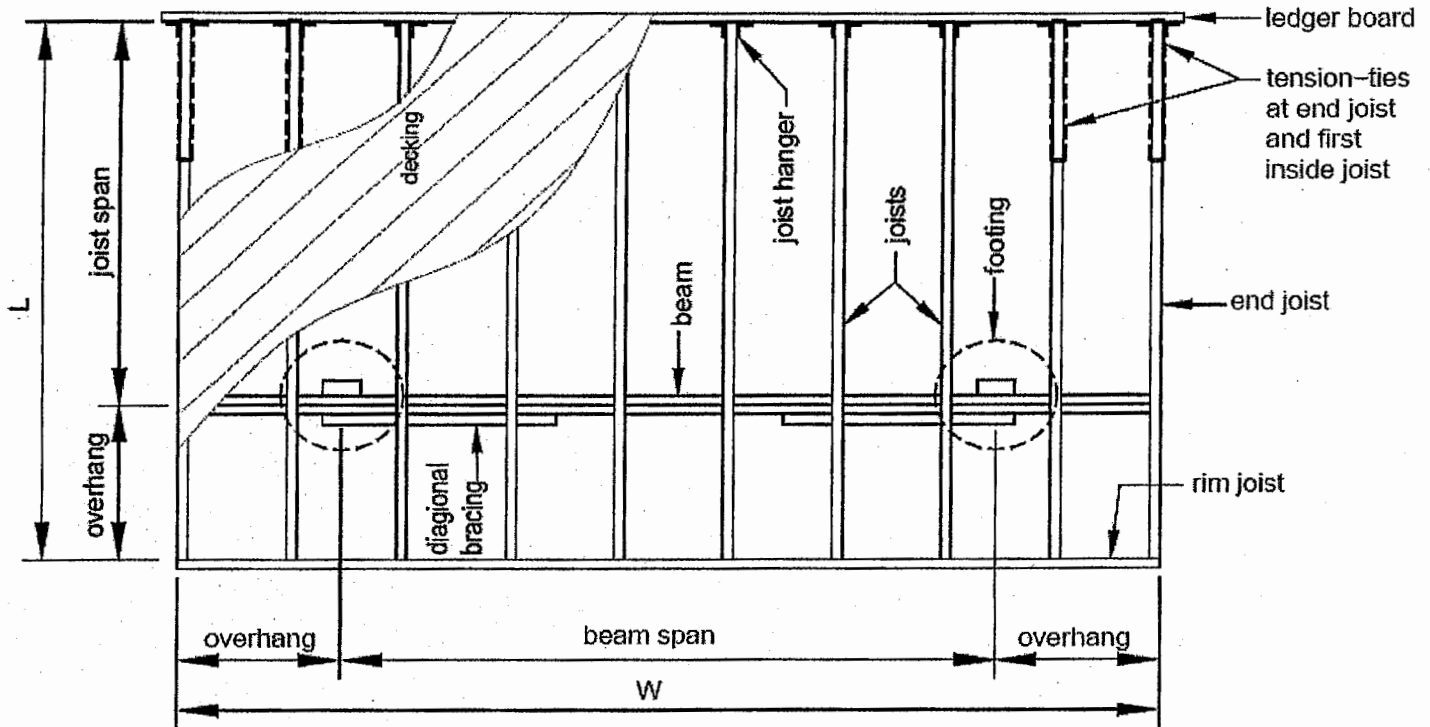 ledger board
tension-ties
at end joist
and first
inside joist
decking
joist hanger
joists
footing
joist span
L
beam
end joist
overhang
diagional
bracing
rim joist
overhang
beam span
overhang
W